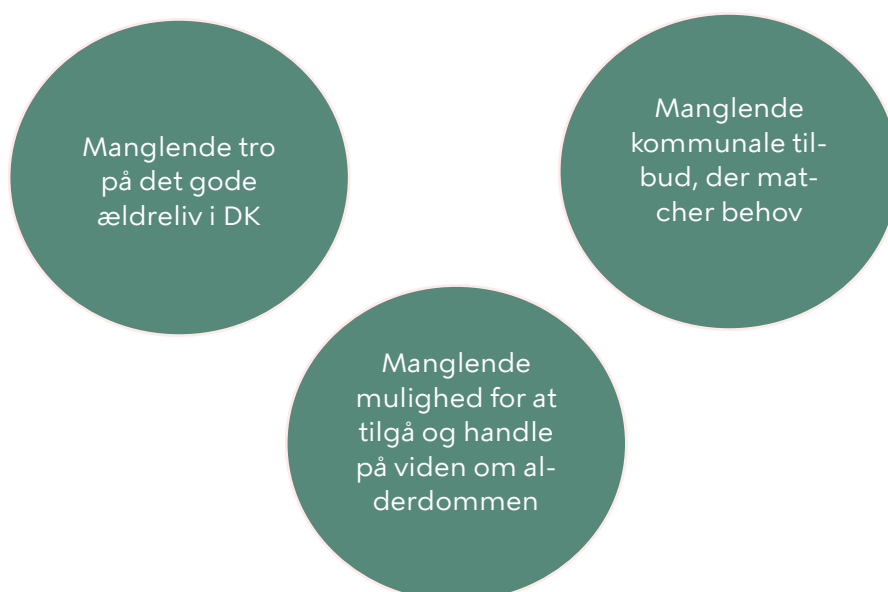 Manglende tro
på det gode
ældreliv i DK
Manglende
kommunale til-
bud, der mat-
cher behov
Manglende
mulighed for at
tilgå og handle
på viden om al-
derdommen